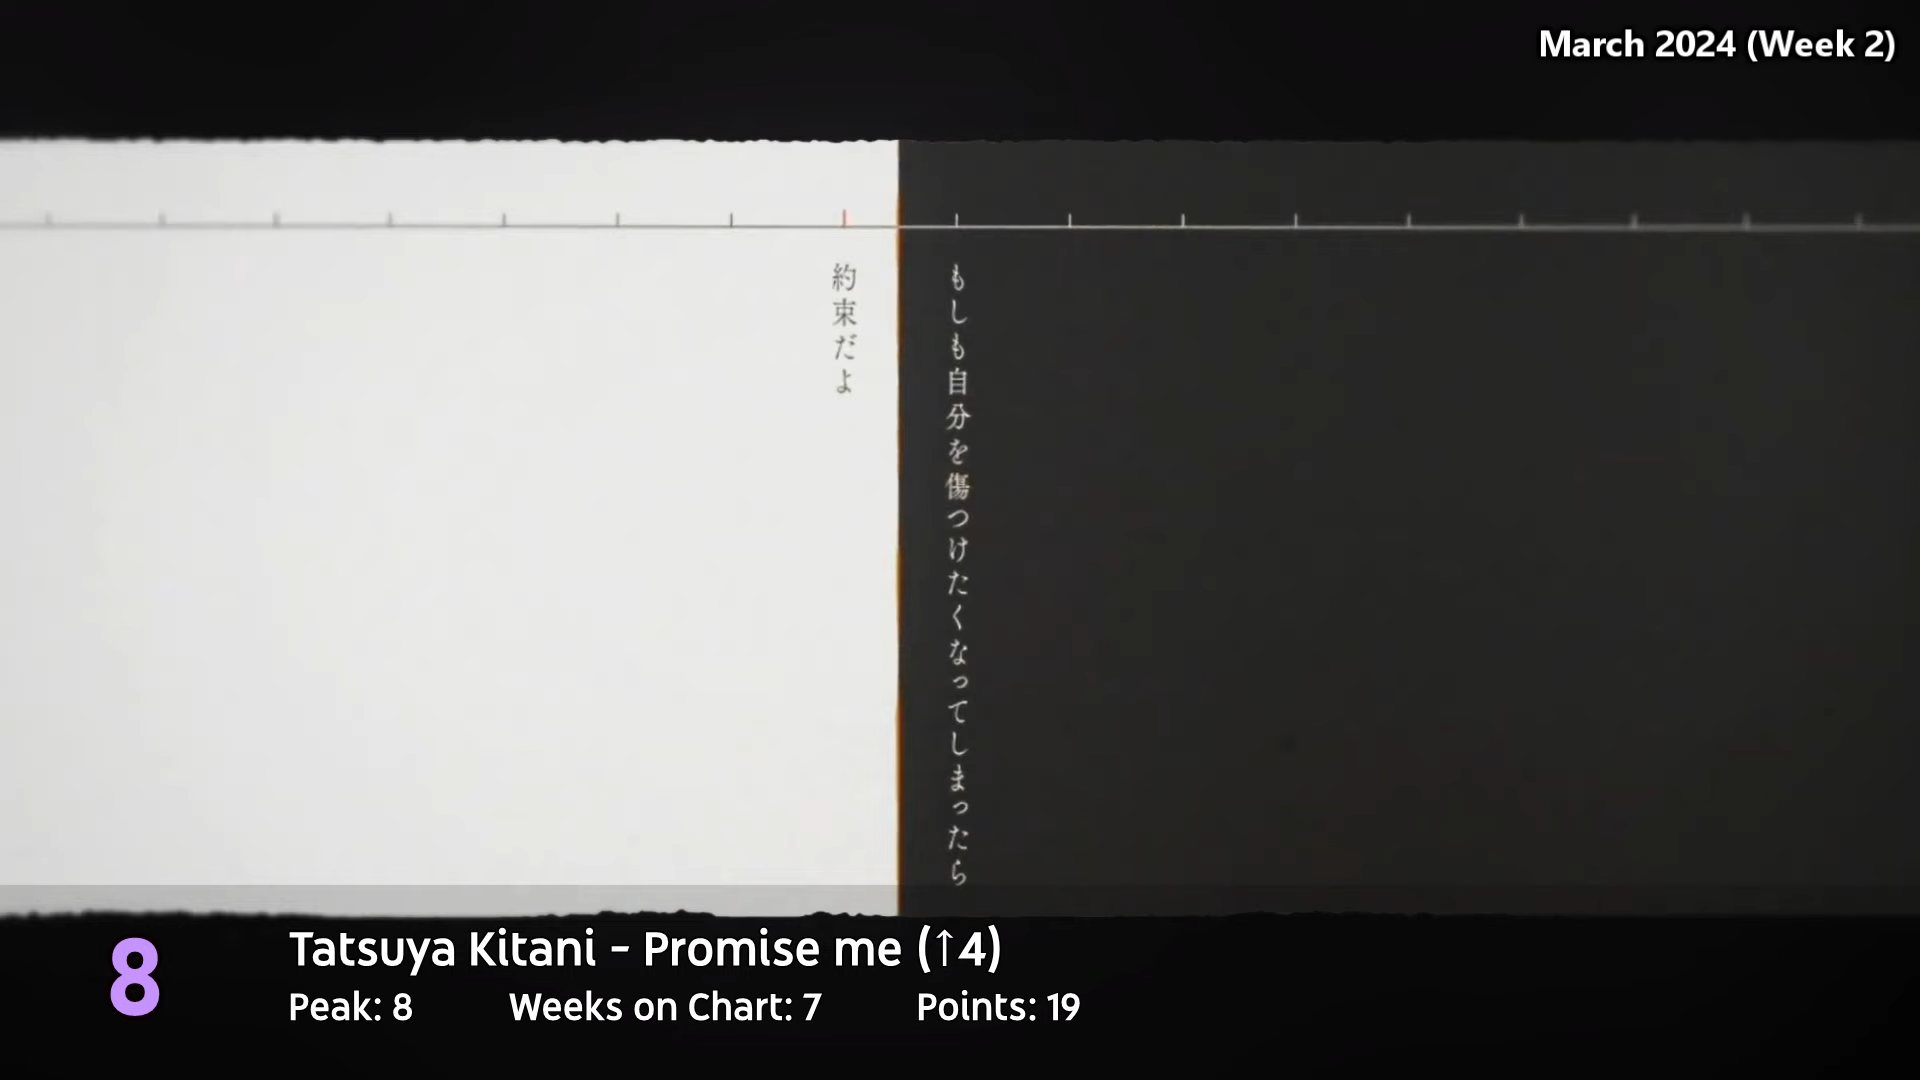 March 2024 (Week 2)
もしも自分を傷つけたくなってしまったら
約束だよ
8
Tatsuya Kitani - Promise me (↑4)
Peak: 8 Weeks on Chart: 7 Points: 19